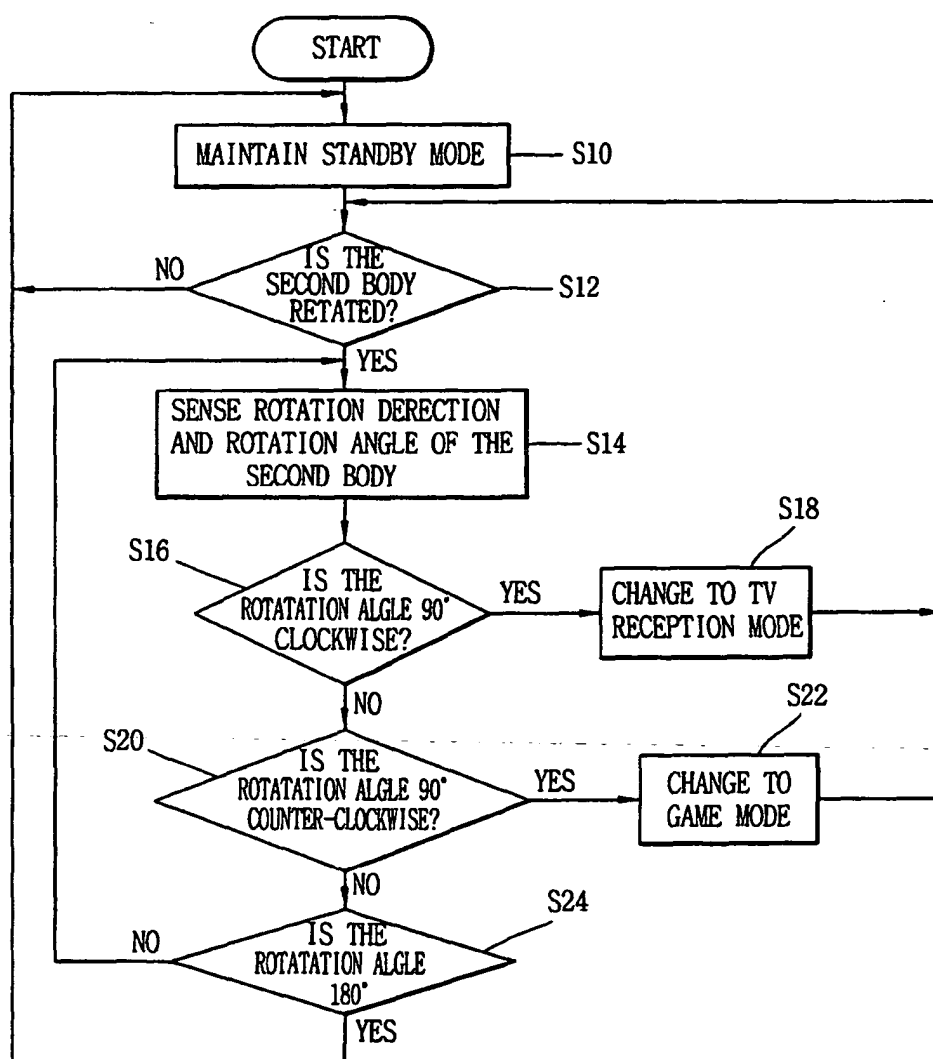 START
MAINTAIN STANDBY MODE
S10
IS THE
SECOND BODY
RETATED?
NO
S12
YES
SENSE ROTATION DERECTION
AND ROTATION ANGLE OF THE
SECOND BODY
S14
S16
IS THE
ROTATATION ALGLE 90°
CLOCKWISE?
YES
S18
CHANGE TO TV
RECEPTION MODE
NO
S20
IS THE
ROTATATION ALGLE 90°
COUNTER-CLOCKWISE?
YES
S22
CHANGE TO
GAME MODE
NO
S24
IS THE
ROTATATION ALGLE
180°
NO
YES